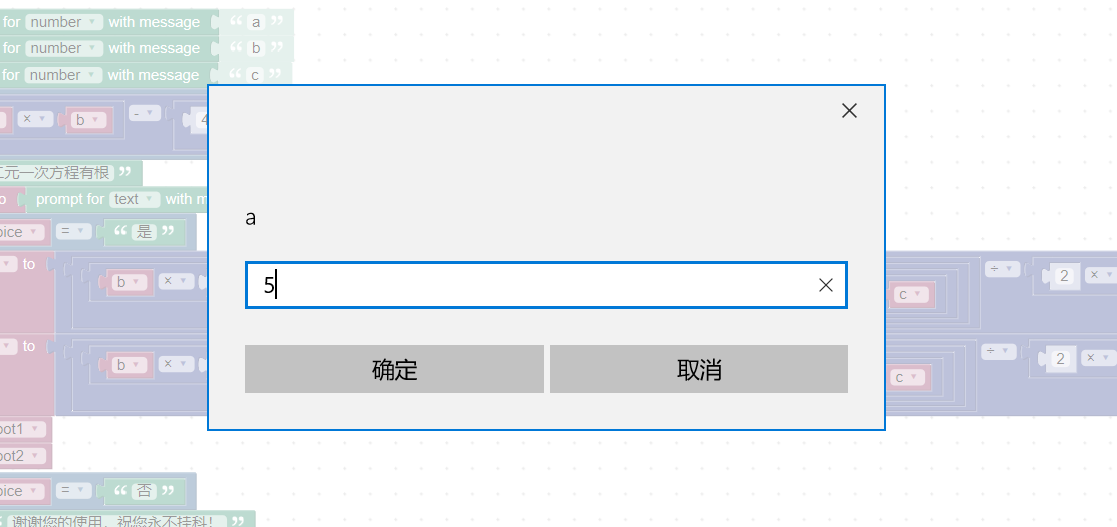 for number with message “ a ”
for number with message “ b ”
for number with message “ c ”
× b - 4
二元一次方程有根 ”
prompt for text with m
a
oice = “ 是 ”
to b × ÷ 2 ×
5
c
to b × ÷ 2 ×
确定 取消
c
oot1
oot2
oice = “ 否 ”
谢谢您的使用，祝您永不挂科！ ”